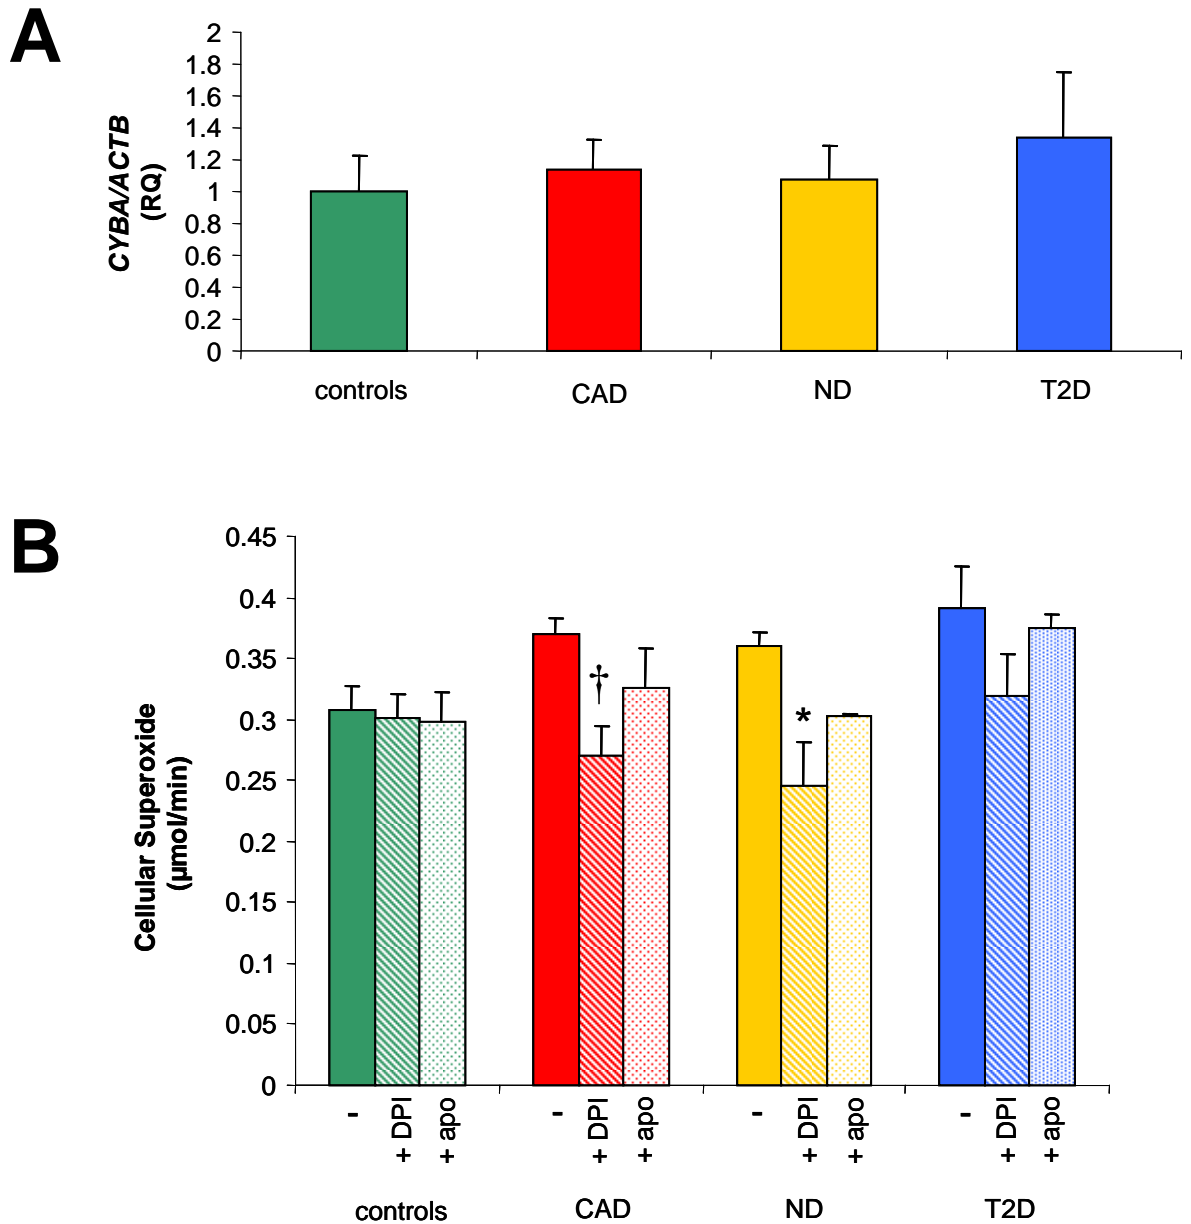 A
2
1.8
1.6
1.4
1.2
1
0.8
0.6
0.4
0.2
0
CYBA/ACTB
(RQ)
controls CAD ND T2D
B
0.45
0.4
0.35
0.3
0.25
0.2
0.15
0.1
0.05
0
Cellular Superoxide
(µmol/min)
†
*
- + DPI + apo - + DPI + apo - + DPI + apo - + DPI + apo
controls CAD ND T2D